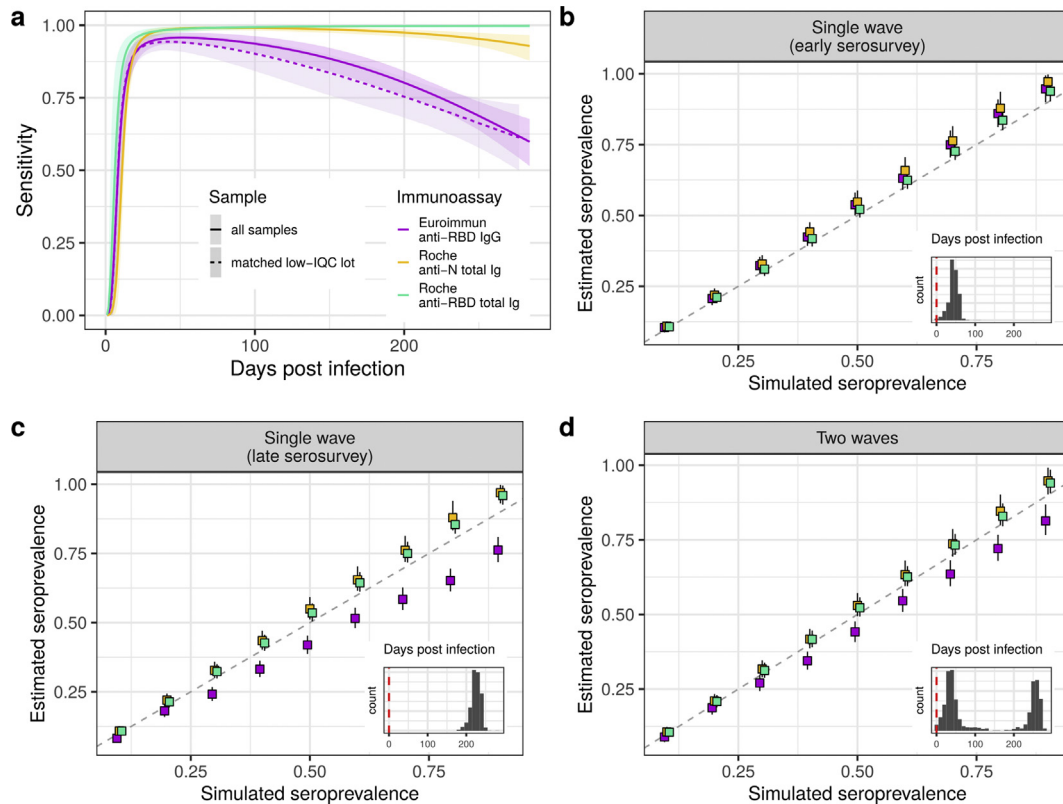 a
1.00
0.75
0.50
0.25
0.00
Sensitivity
0
100
200
Days post infection
Sample
all samples
matched low−IQC lot
Immunoassay
Euroimmun
anti−RBD IgG
Roche
anti−N total Ig
Roche
anti−RBD total Ig
b
Single wave
(early serosurvey)
1.00
0.75
0.50
0.25
Estimated seroprevalence
0.25
0.50
0.75
Simulated seroprevalence
Days post infection
count
0
100
200
c
Single wave
(late serosurvey)
1.00
0.75
0.50
0.25
Estimated seroprevalence
0.25
0.50
0.75
Simulated seroprevalence
Days post infection
count
0
100
200
d
Two waves
1.00
0.75
0.50
0.25
Estimated seroprevalence
0.25
0.50
0.75
Simulated seroprevalence
Days post infection
count
0
100
200